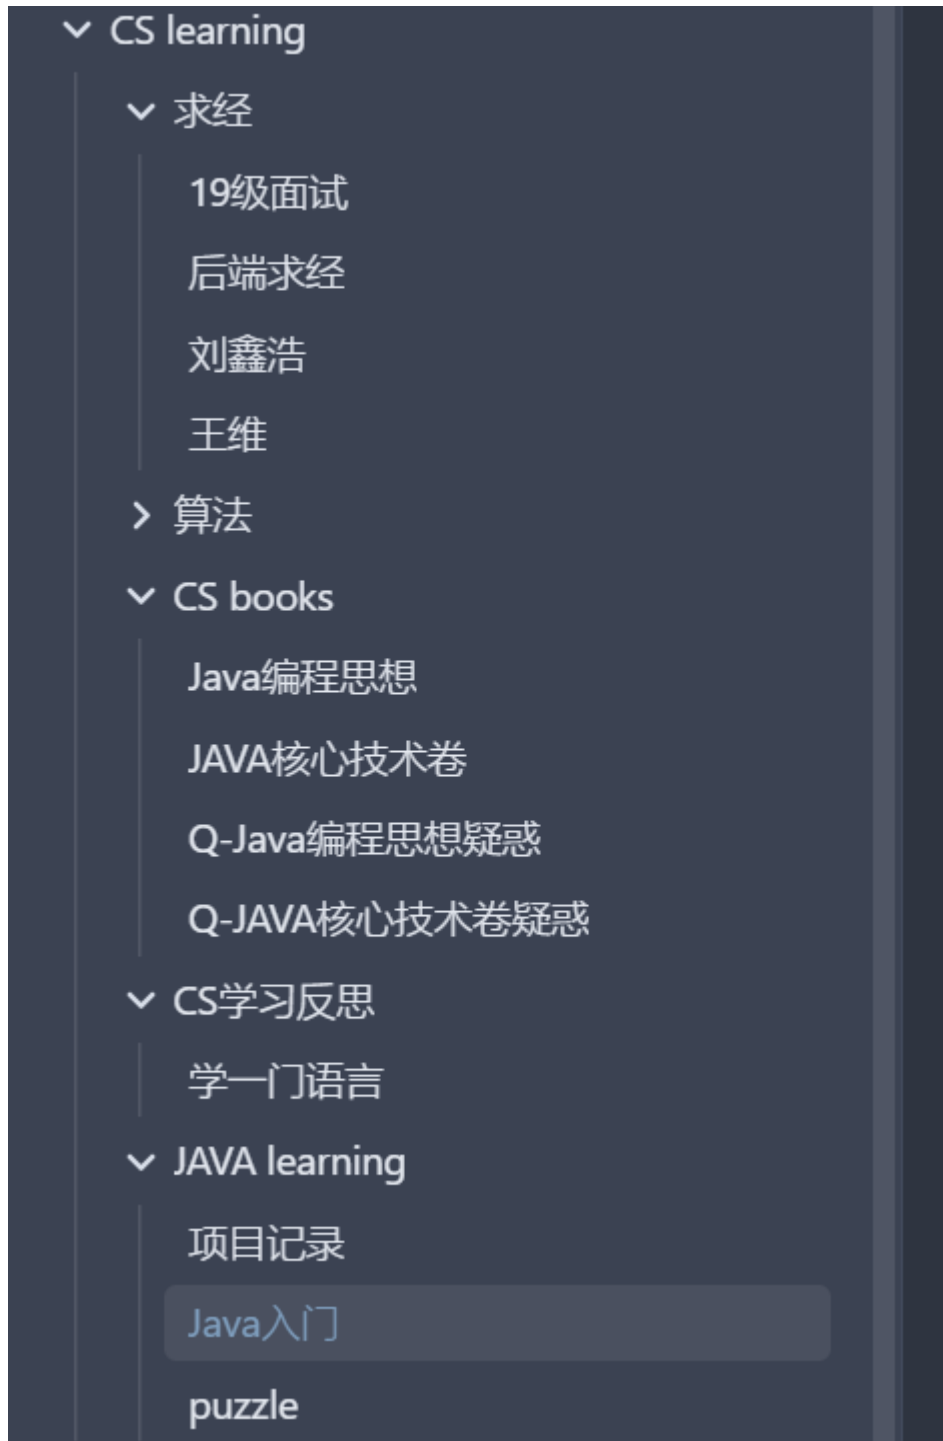 CS learning
求经
19级面试
后端求经
刘鑫浩
王维
算法
CS books
Java编程思想
JAVA核心技术卷
Q-Java编程思想疑惑
Q-JAVA核心技术卷疑惑
CS学习反思
学一门语言
JAVA learning
项目记录
Java入门
puzzle